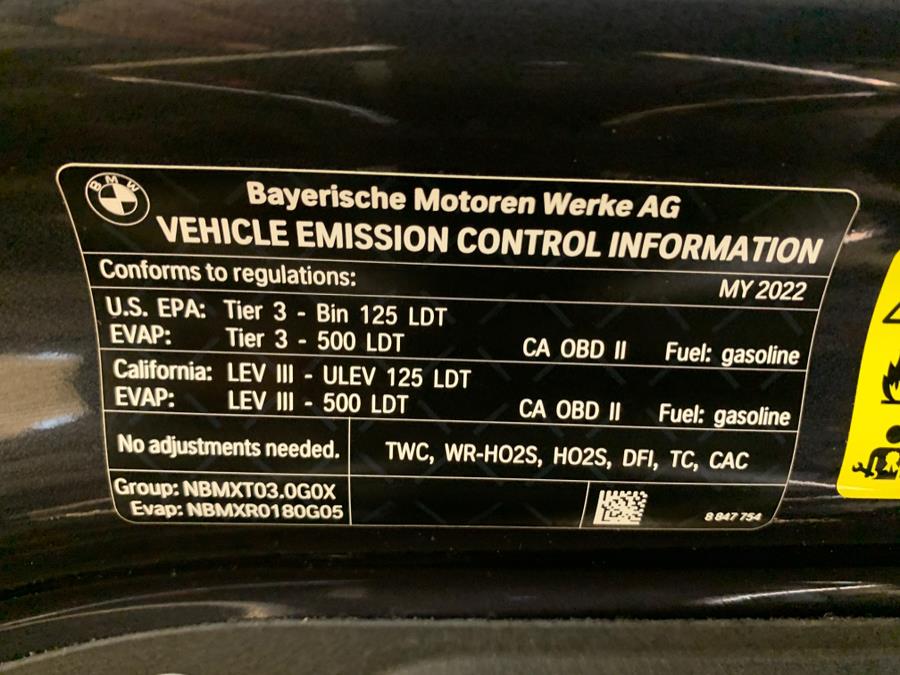 BMW
Bayerische Motoren Werke AG
VEHICLE EMISSION CONTROL INFORMATION
Conforms to regulations: MY 2022
U.S. EPA: Tier 3 - Bin 125 LDT
EVAP: Tier 3 - 500 LDT CA OBD II Fuel: gasoline
California: LEV III - ULEV 125 LDT
EVAP: LEV III - 500 LDT CA OBD II Fuel: gasoline
No adjustments needed. TWC, WR-HO2S, HO2S, DFI, TC, CAC
Group: NBMXT03.0G0X
Evap: NBMXR0180G05
8 847 754